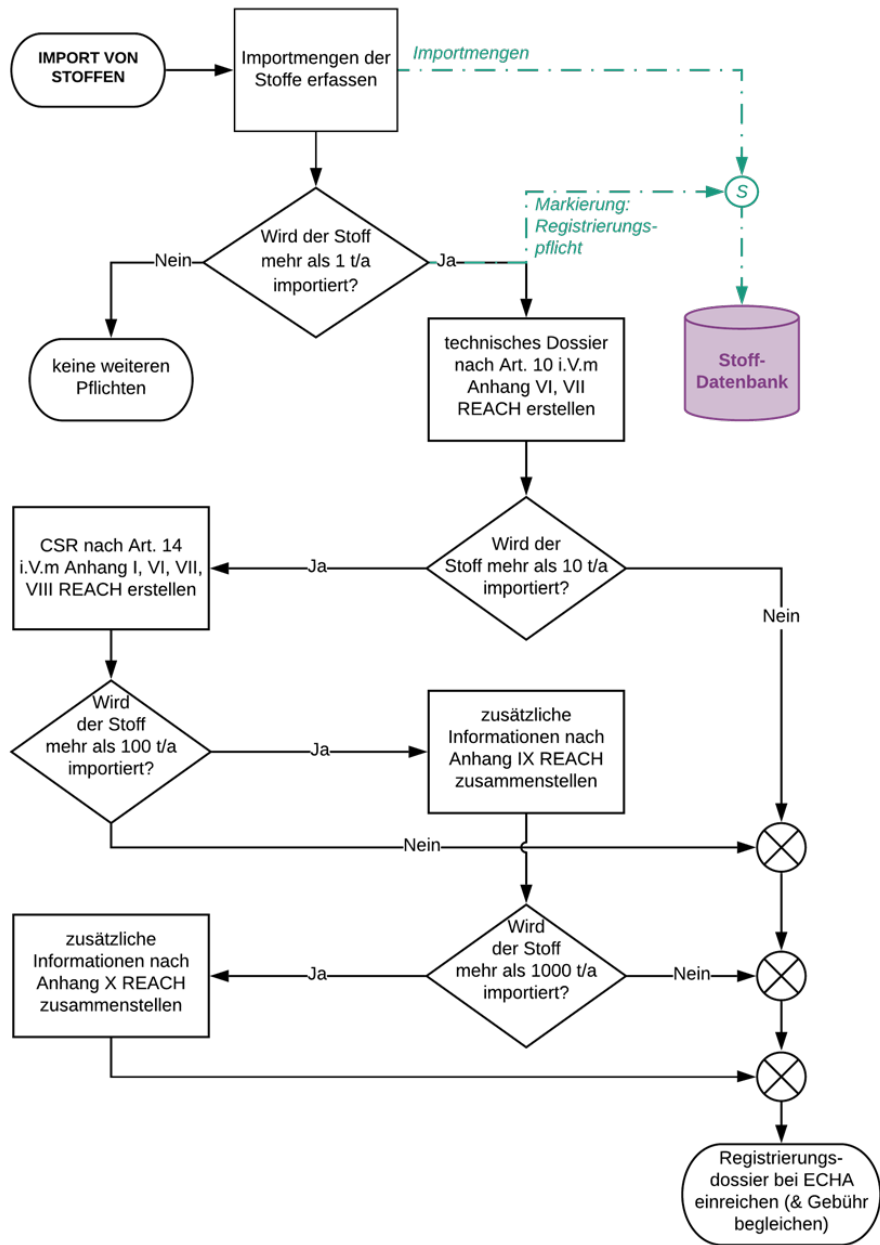 IMPORT VON
STOFFEN
Importmengen der
Stoffe erfassen
Importmengen
S
Markierung:
Registrierungs-
pflicht
Wird der Stoff
mehr als 1 t/a
importiert?
Nein
Ja
keine weiteren
Pflichten
technisches Dossier
nach Art. 10 i.V.m
Anhang VI, VII
REACH erstellen
Stoff-
Datenbank
CSR nach Art. 14
i.V.m Anhang I, VI, VII,
VIII REACH erstellen
Ja
Wird der
Stoff mehr als 10 t/a
importiert?
Nein
Wird
der Stoff
mehr als 100 t/a
importiert?
Ja
zusätzliche
Informationen nach
Anhang IX REACH
zusammenstellen
Nein
zusätzliche
Informationen nach
Anhang X REACH
zusammenstellen
Ja
Wird
der Stoff
mehr als 1000 t/a
importiert?
Nein
Registrierungs-
dossier bei ECHA
einreichen (& Gebühr
begleichen)